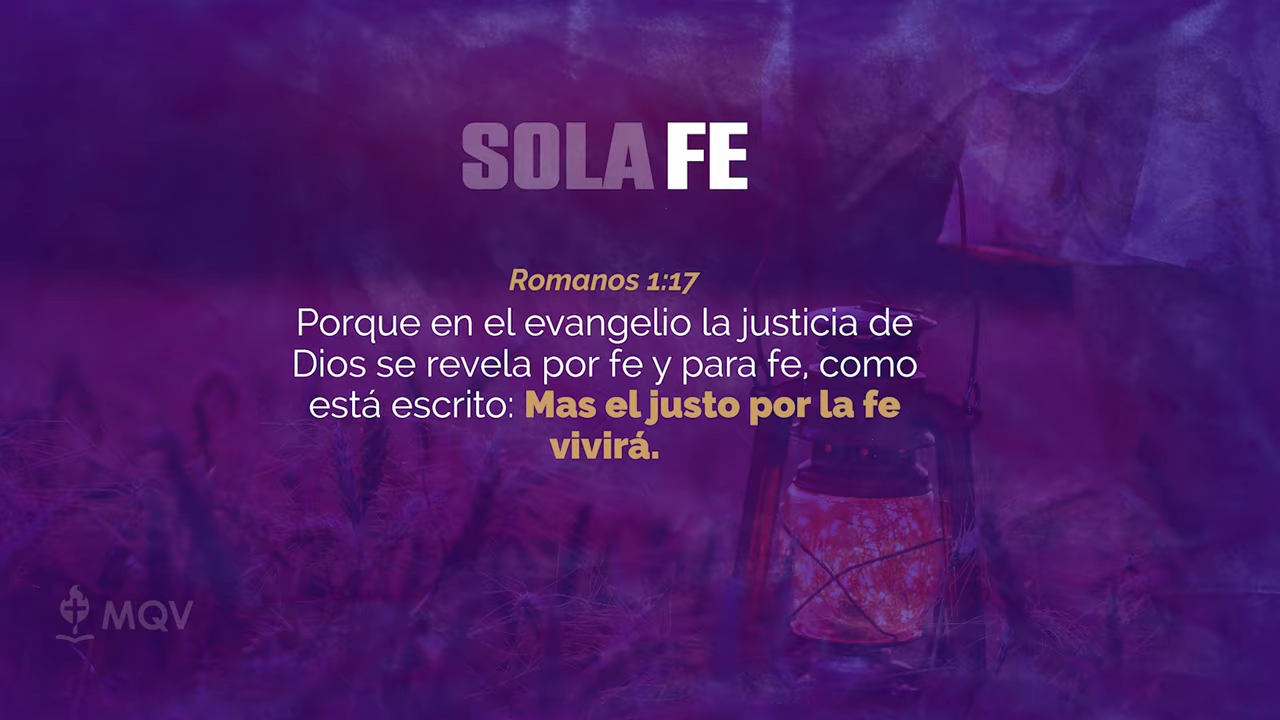 SOLA FE
Romanos 1:17
Porque en el evangelio la justicia de
Dios se revela por fe y para fe, como
está escrito: Mas el justo por la fe
vivirá.
MQV